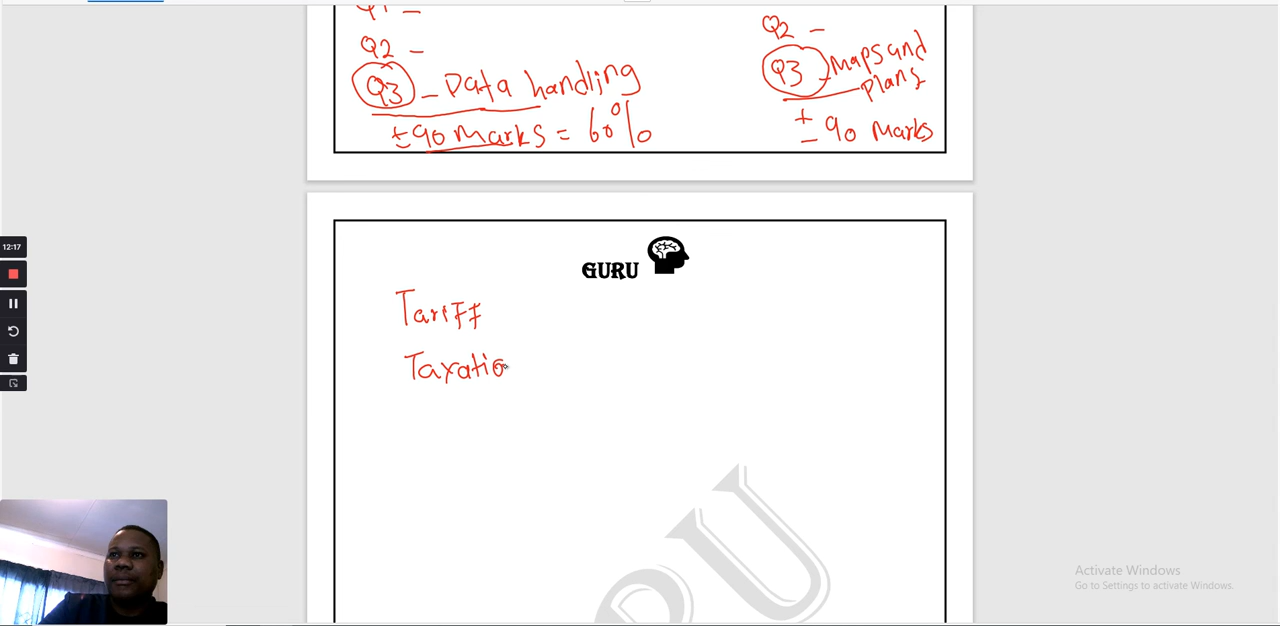 Q1 –
Q2 –
Q3 – Data handling
± 90 marks = 60%
Q2 –
Q3 – Maps and
plans
± 90 Marks
GURU
Tariff
Taxatio
12:17
Activate Windows
Go to Settings to activate Windows.